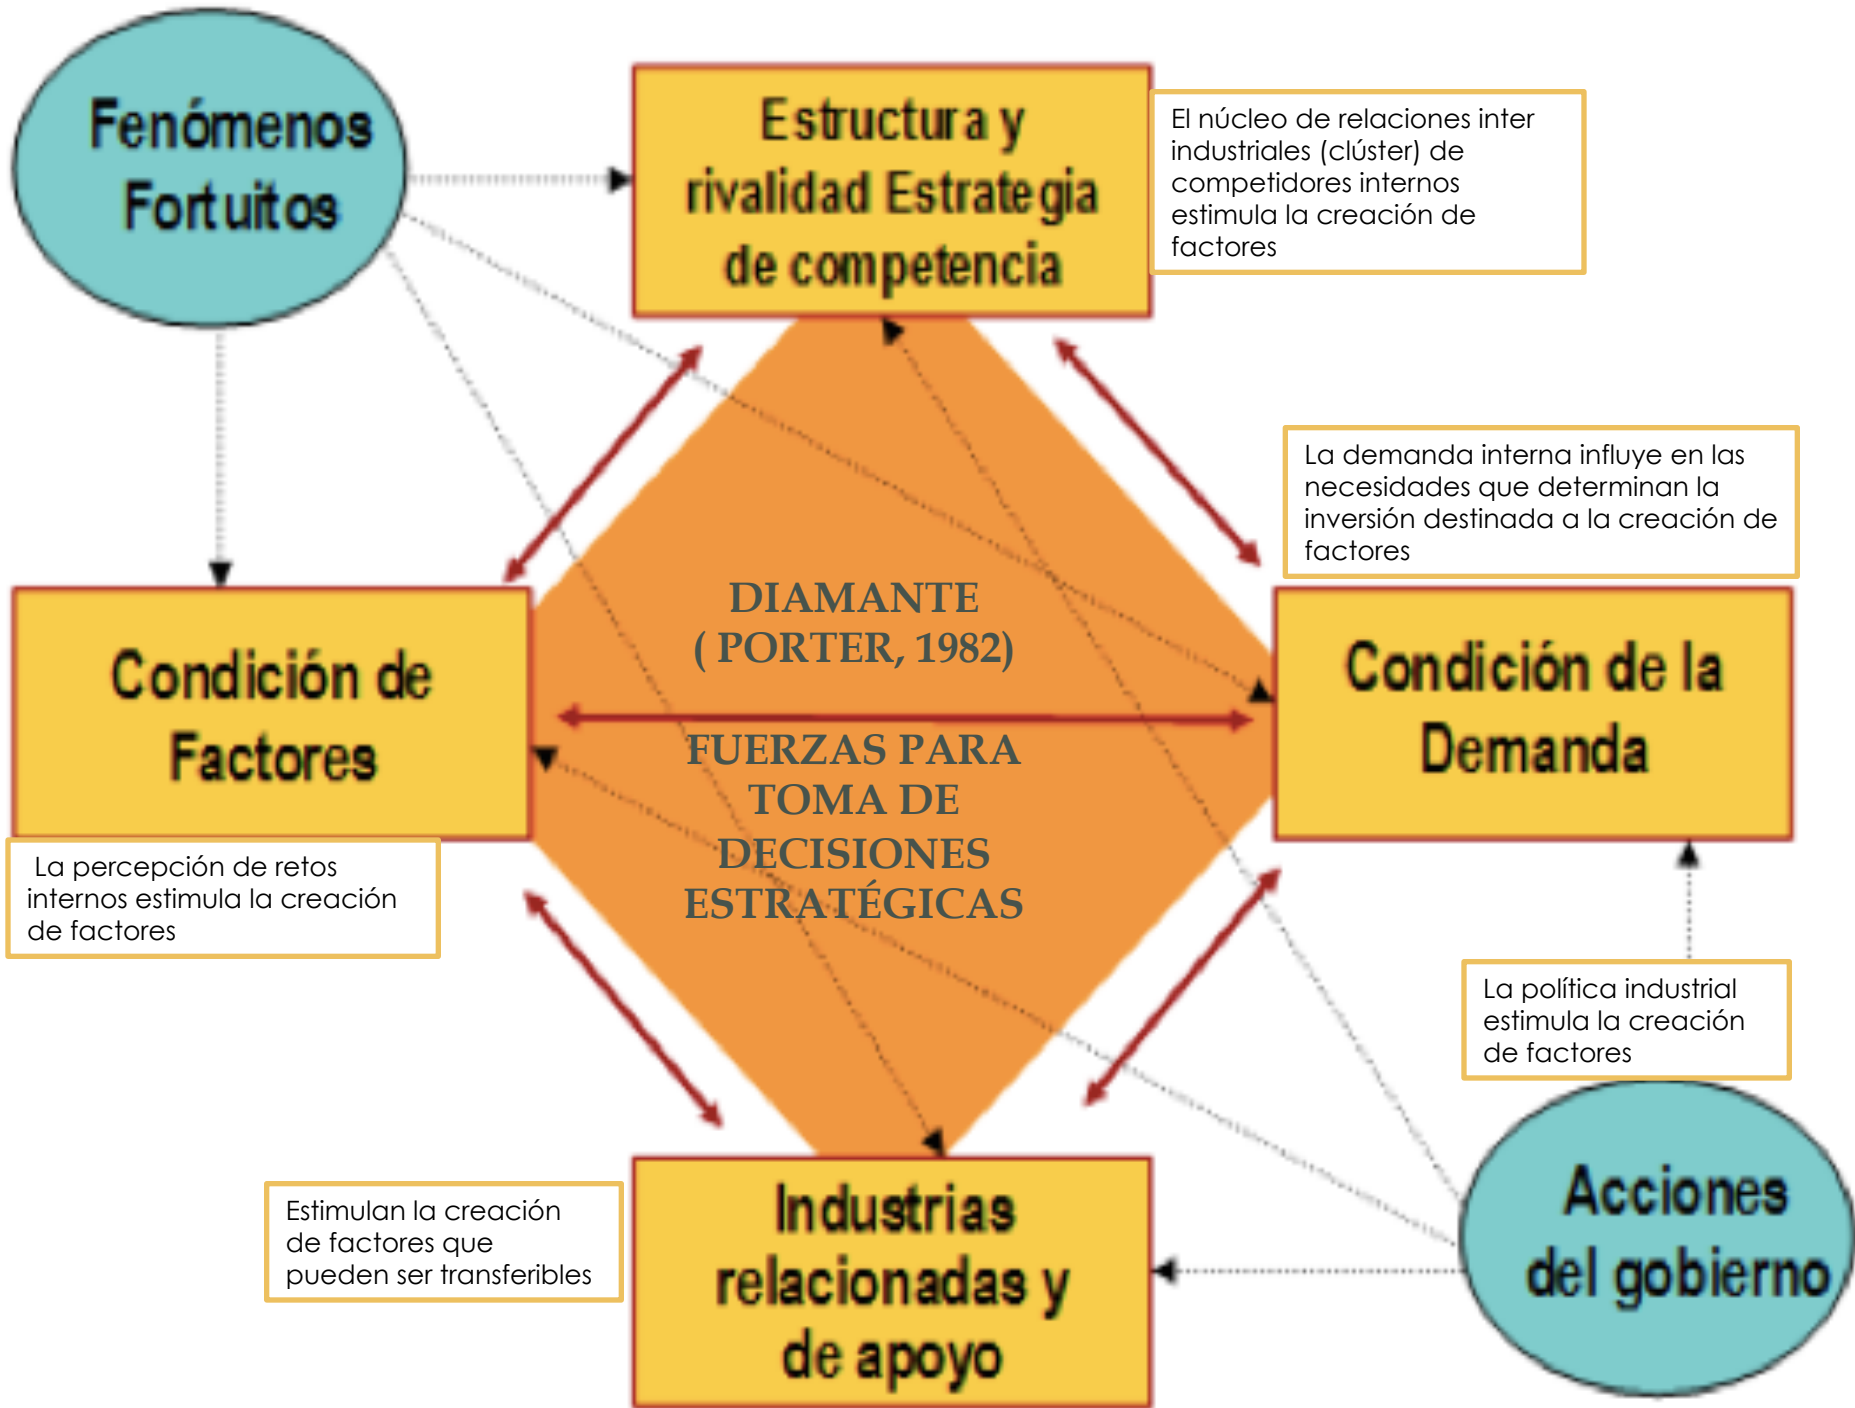 Fenómenos
Fortuitos
Estructura y
rivalidad Estrategia
de competencia
El núcleo de relaciones inter
industriales (clúster) de
competidores internos
estimula la creación de
factores
La demanda interna influye en las
necesidades que determinan la
inversión destinada a la creación de
factores
DIAMANTE
( PORTER, 1982)
FUERZAS PARA
TOMA DE
DECISIONES
ESTRATÉGICAS
Condición de
Factores
Condición de la
Demanda
La percepción de retos
internos estimula la creación
de factores
La política industrial
estimula la creación
de factores
Estimulan la creación
de factores que
pueden ser transferibles
Industrias
relacionadas y
de apoyo
Acciones
del gobierno